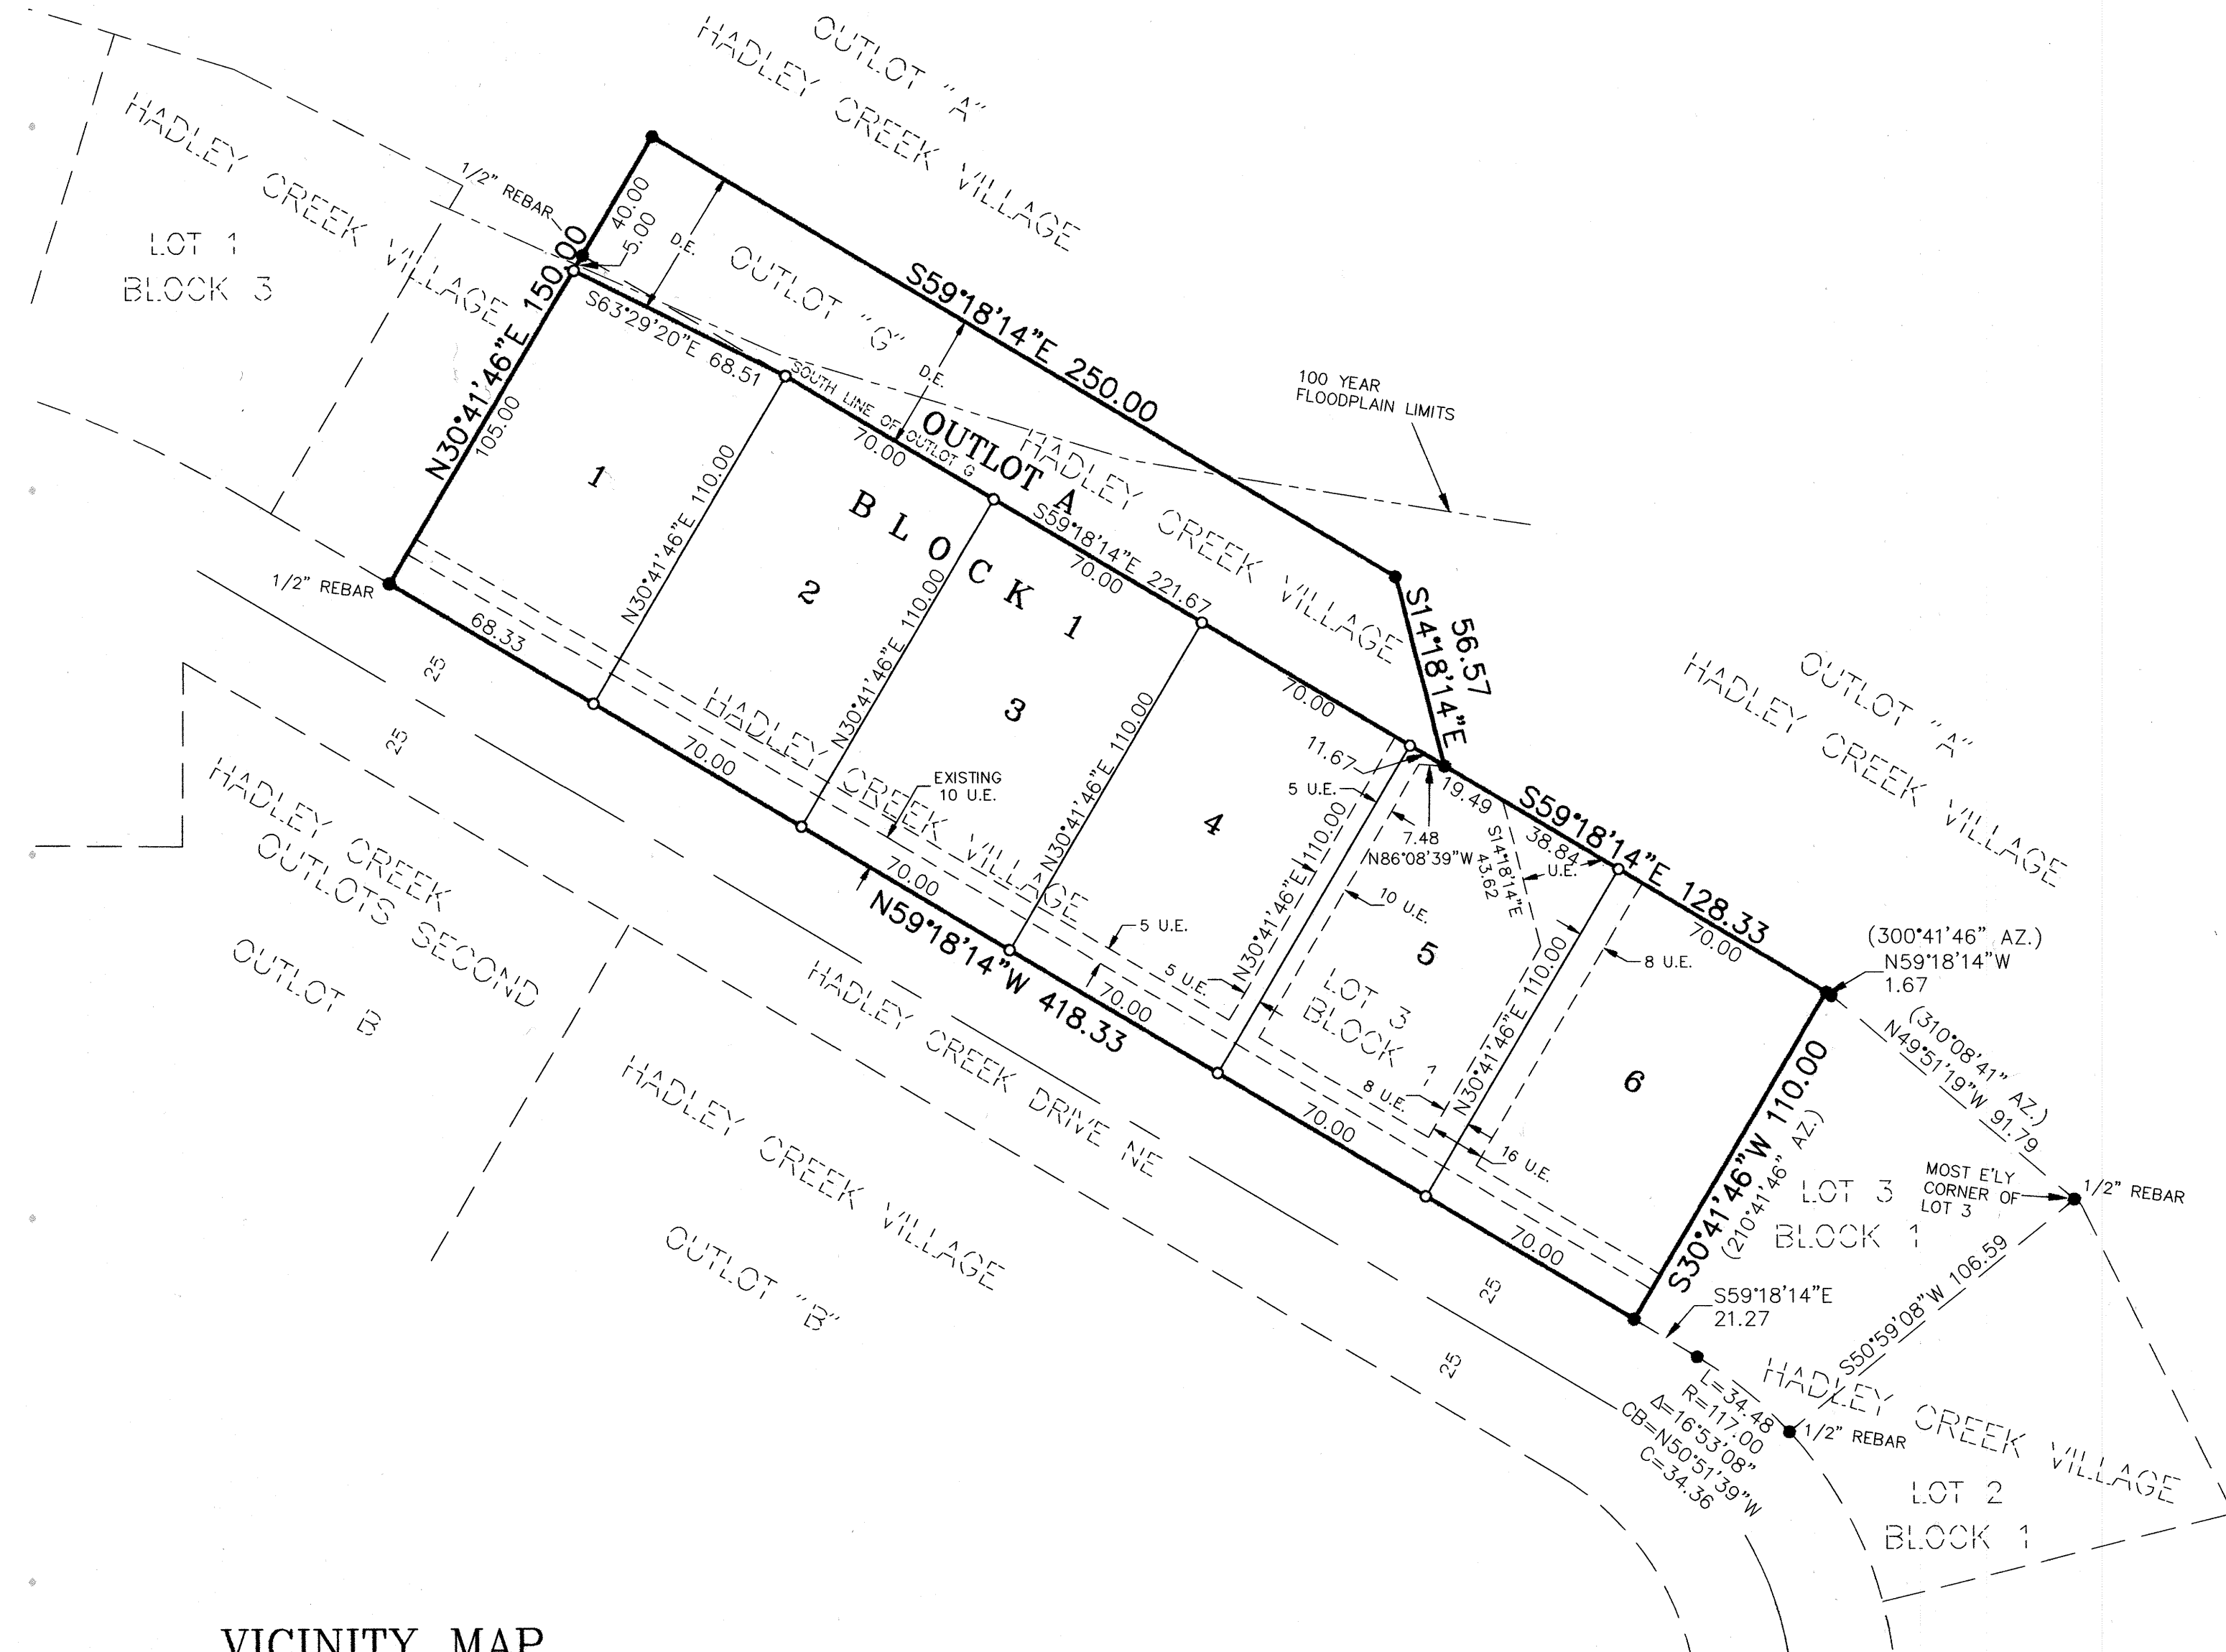 OUTLOT "A"
HADLEY CREEK VILLAGE
HADLEY CREEK VILLAGE
LOT 1
BLOCK 3
1/2" REBAR
40.00
5.00
D.E.
OUTLOT "G"
S59°18'14"E 250.00
D.E.
100 YEAR
FLOODPLAIN LIMITS
N30°41'46"E 150.00
105.00
S63°29'20"E 68.51
SOUTH LINE OF OUTLOT G
70.00
OUTLOT A
HADLEY CREEK VILLAGE
S59°18'14"E 221.67
70.00
BLOCK 1
1
N30°41'46"E 110.00
2
N30°41'46"E 110.00
3
N30°41'46"E 110.00
4
70.00
56.57
S14°18'14"E
OUTLOT "A"
HADLEY CREEK VILLAGE
1/2" REBAR
68.33
25
25
70.00
HADLEY CREEK VILLAGE
EXISTING
10 U.E.
70.00
N59°18'14"W 418.33
11.67
5 U.E.
N30°41'46"E 110.00
7.48
N86°08'39"W
19.49
38.84
S14°18'14"E
43.62
U.E.
S59°18'14"E 128.33
70.00
10 U.E.
5
LOT 3
BLOCK 1
5 U.E.
5 U.E.
70.00
8 U.E.
N30°41'46"E 110.00
8 U.E.
6
16 U.E.
70.00
70.00
(300°41'46" AZ.)
N59°18'14"W
1.67
(310°08'41" AZ.)
N49°51'19"W 91.79
S30°41'46"W 110.00
(210°41'46" AZ.)
LOT 3
BLOCK 1
MOST E'LY
CORNER OF
LOT 3
1/2" REBAR
S50°59'08"W 106.59
S59°18'14"E
21.27
HADLEY CREEK
OUTLOTS SECOND
OUTLOT B
HADLEY CREEK DRIVE NE
HADLEY CREEK VILLAGE
OUTLOT "B"
25
25
L=34.48
R=117.00
Δ=16°53'08"
CB=N50°51'39"W
C=34.36
1/2" REBAR
HADLEY CREEK VILLAGE
LOT 2
BLOCK 1
VICINITY MAP